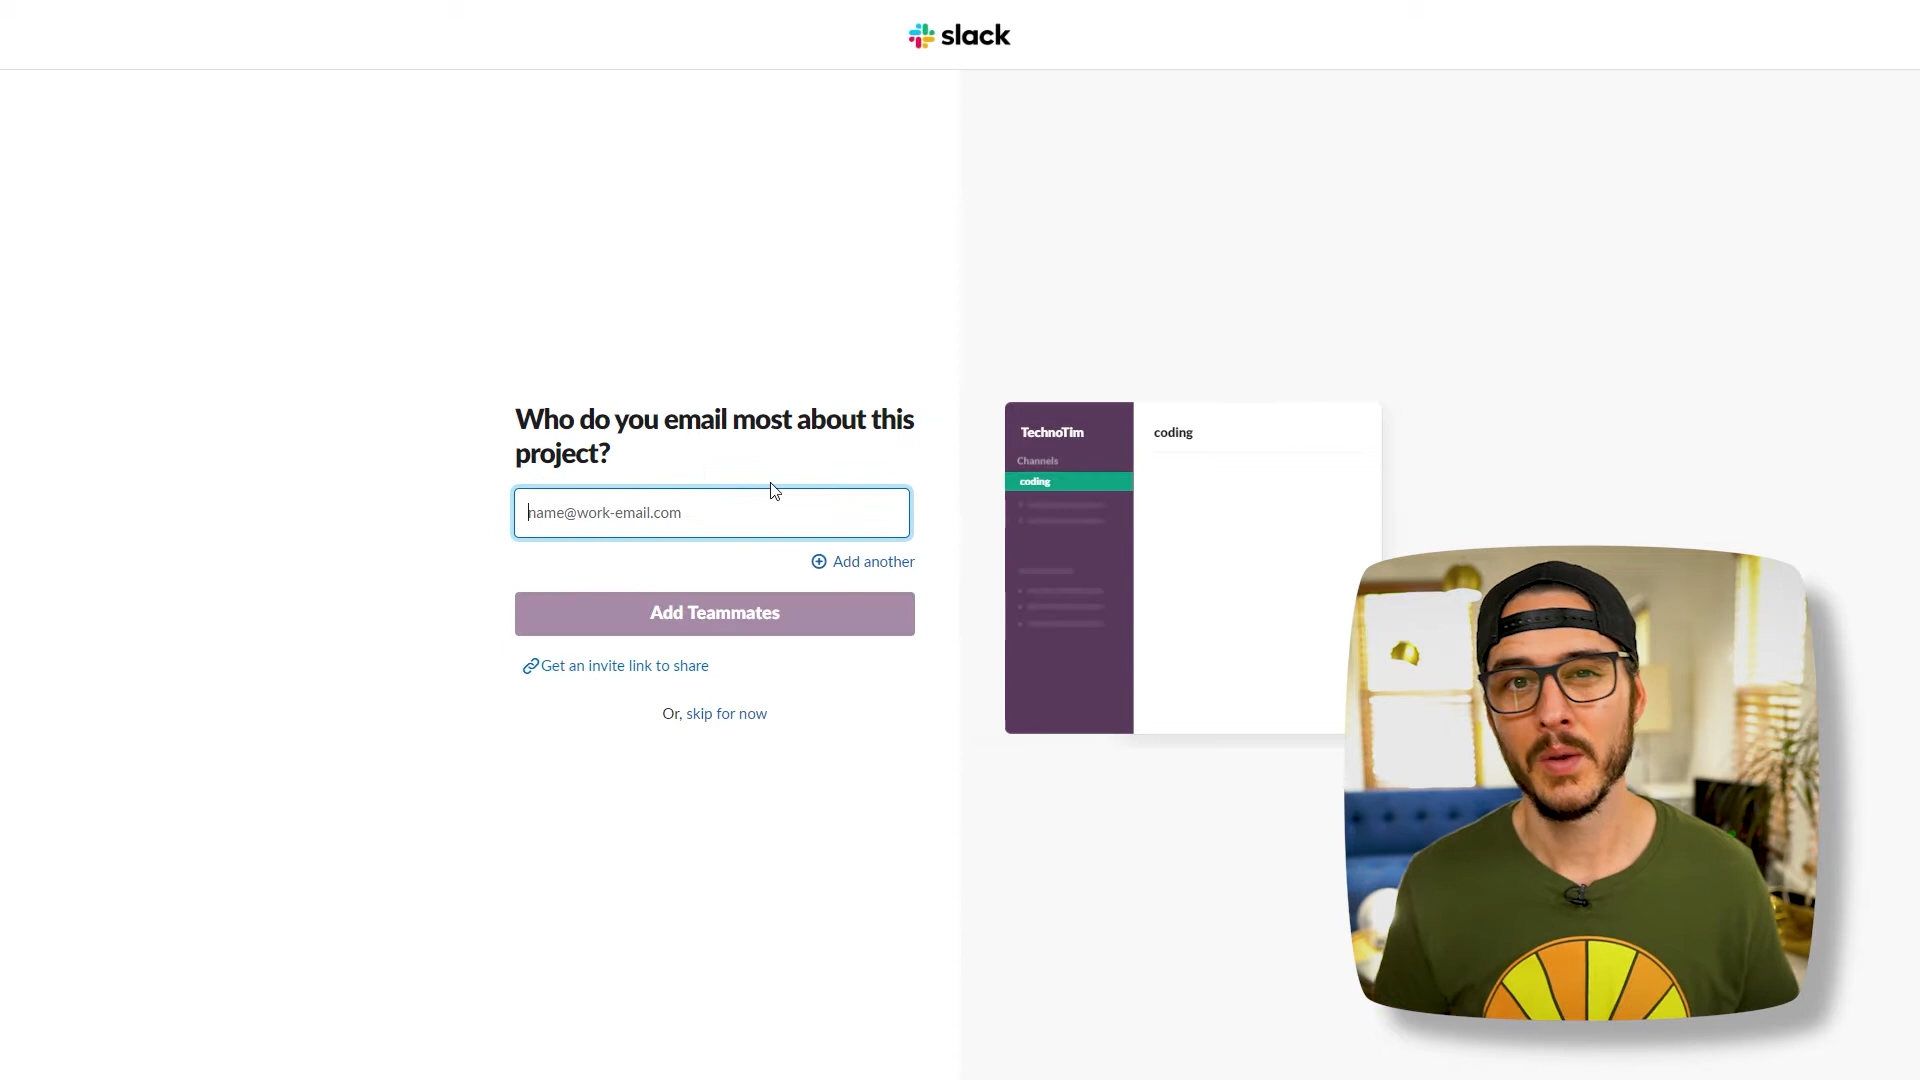 slack
Who do you email most about this
project?
name@work-email.com
Add another
Add Teammates
Get an invite link to share
Or, skip for now
TechnoTim
coding
Channels
coding